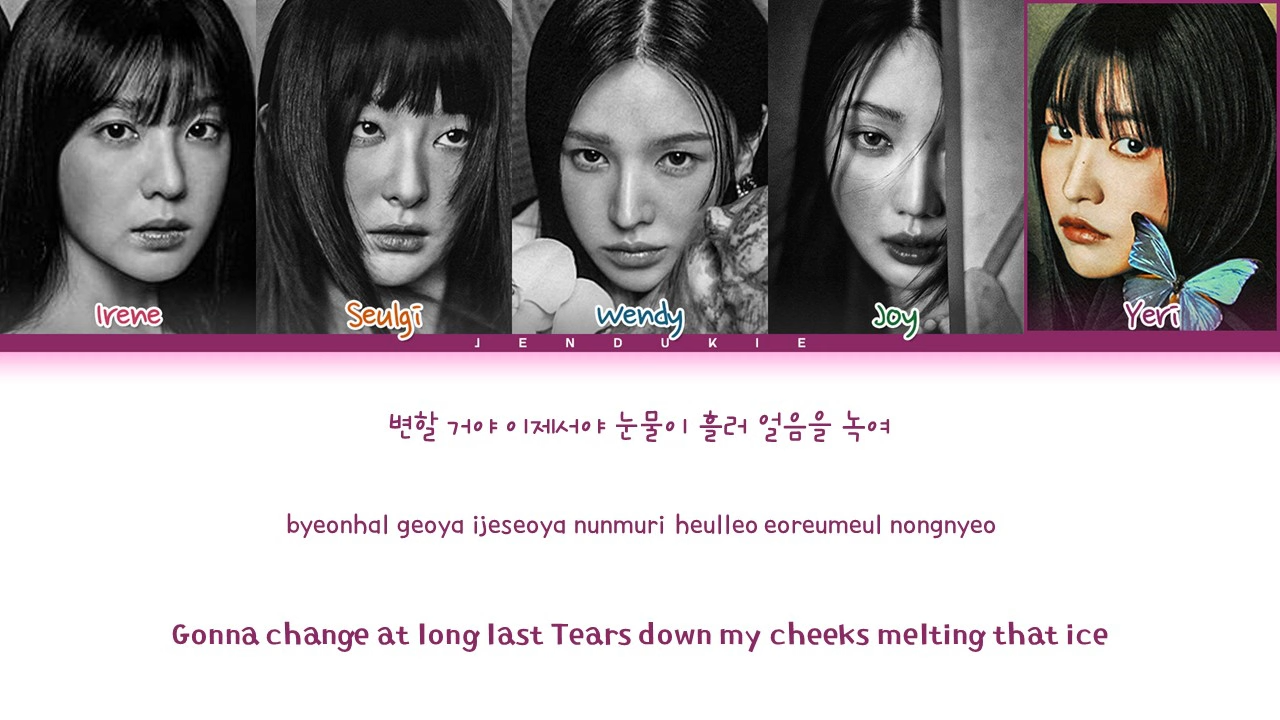 Irene
Seulgi
Wendy
Joy
Yeri
JENDUKIE
변할 거야 이제서야 눈물이 흘러 얼음을 녹여
byeonhal geoya ijeseoya nunmuri heulleo eoreumeul nongnyeo
Gonna change at long last Tears down my cheeks melting that ice